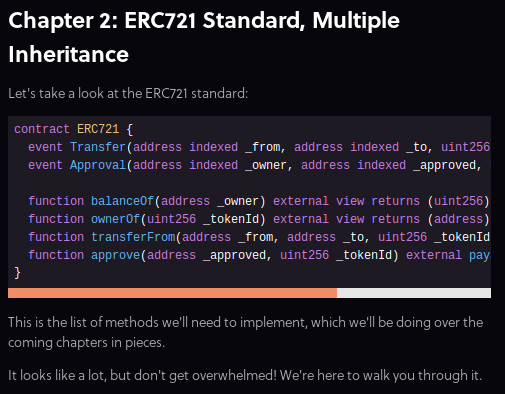 Chapter 2: ERC721 Standard, Multiple
Inheritance
Let's take a look at the ERC721 standard:
contract ERC721 {
event Transfer(address indexed _from, address indexed _to, uint256
event Approval(address indexed _owner, address indexed _approved,
function balanceOf(address _owner) external view returns (uint256)
function ownerOf(uint256 _tokenId) external view returns (address)
function transferFrom(address _from, address _to, uint256 _tokenId
function approve(address _approved, uint256 _tokenId) external pay
}
This is the list of methods we'll need to implement, which we'll be doing over the
coming chapters in pieces.
It looks like a lot, but don't get overwhelmed! We're here to walk you through it.